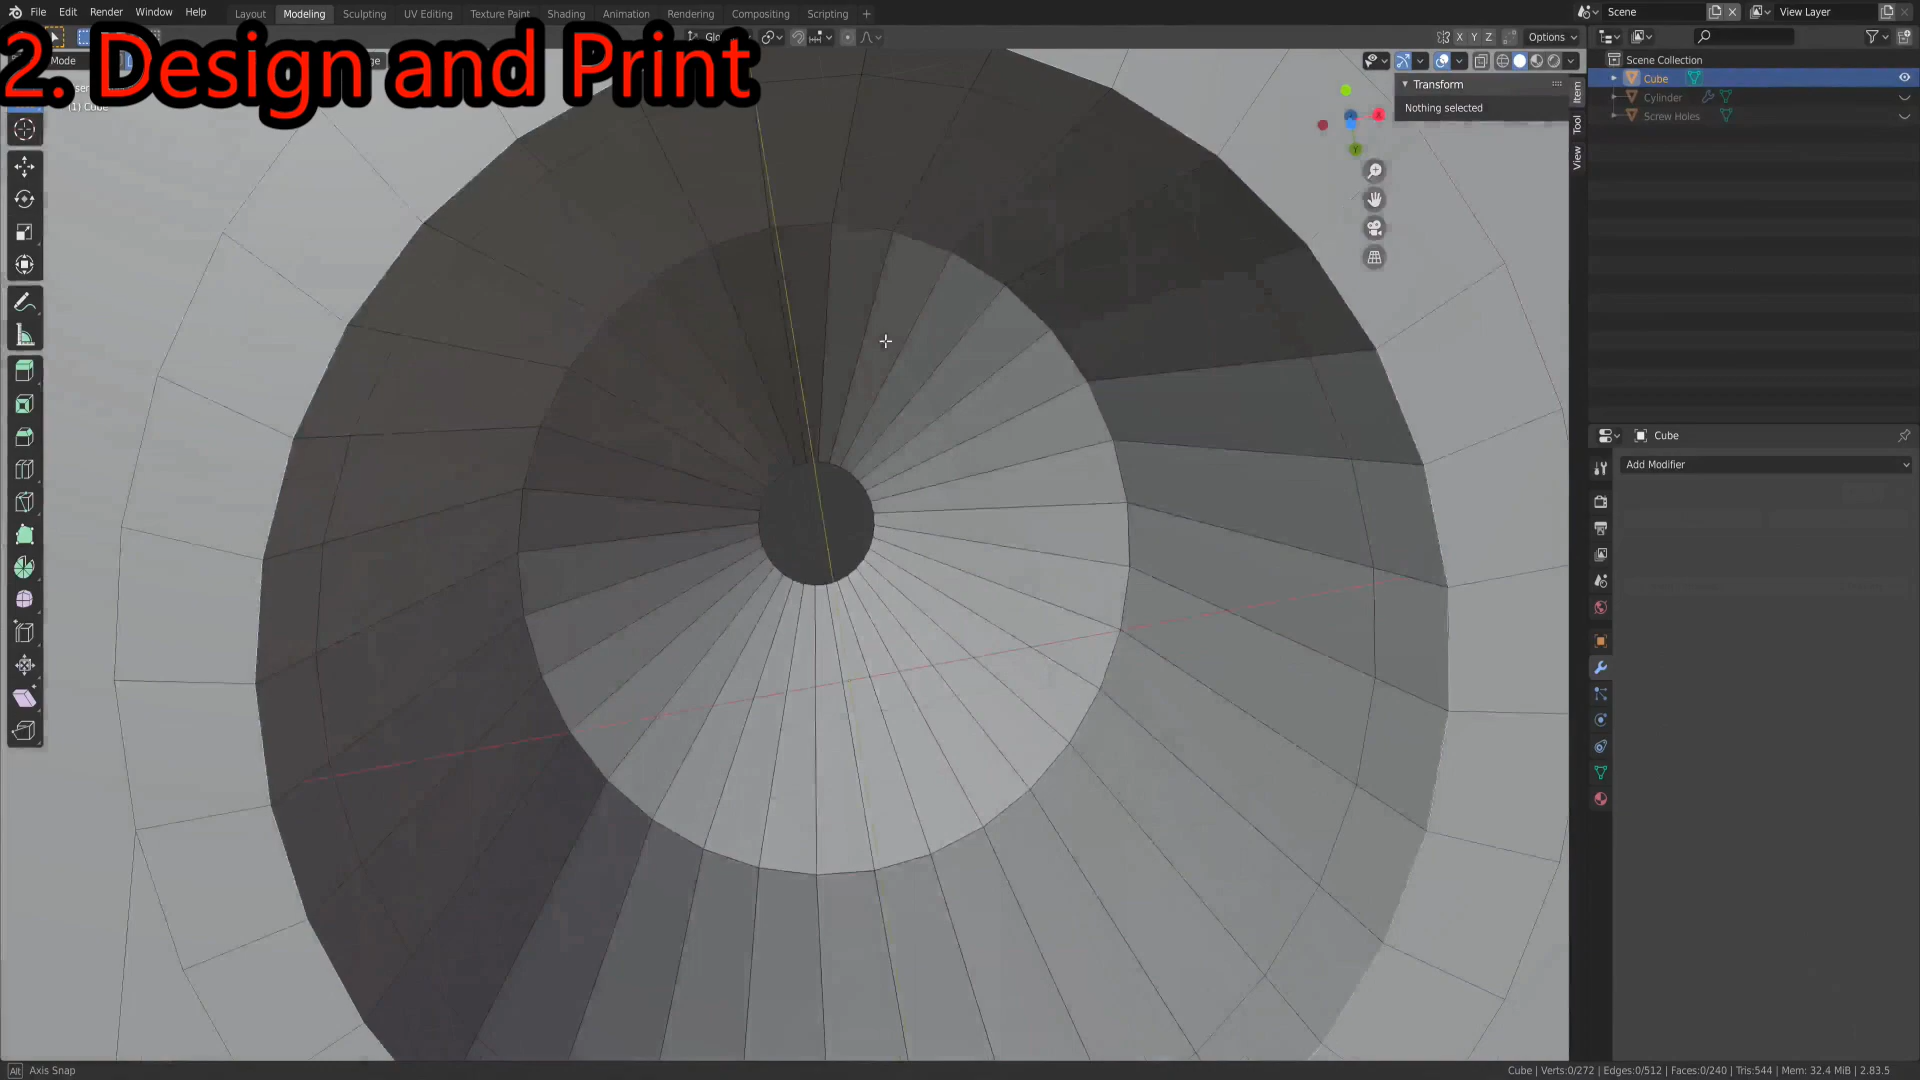 File Edit Render Window Help Layout Modeling Sculpting UV Editing Texture Paint Shading Animation Rendering Compositing Scripting + Scene View Layer
2. Design and Print
X Y Z Options
Mode
(1) Cube
Transform
Nothing selected
Item
Tool
View
X
Y
Scene Collection
Cube
Cylinder
Screw Holes
Cube
Add Modifier
Alt Axis Snap
Cube | Verts:0/272 | Edges:0/512 | Faces:0/240 | Tris:544 | Mem: 32.4 MiB | 2.83.5